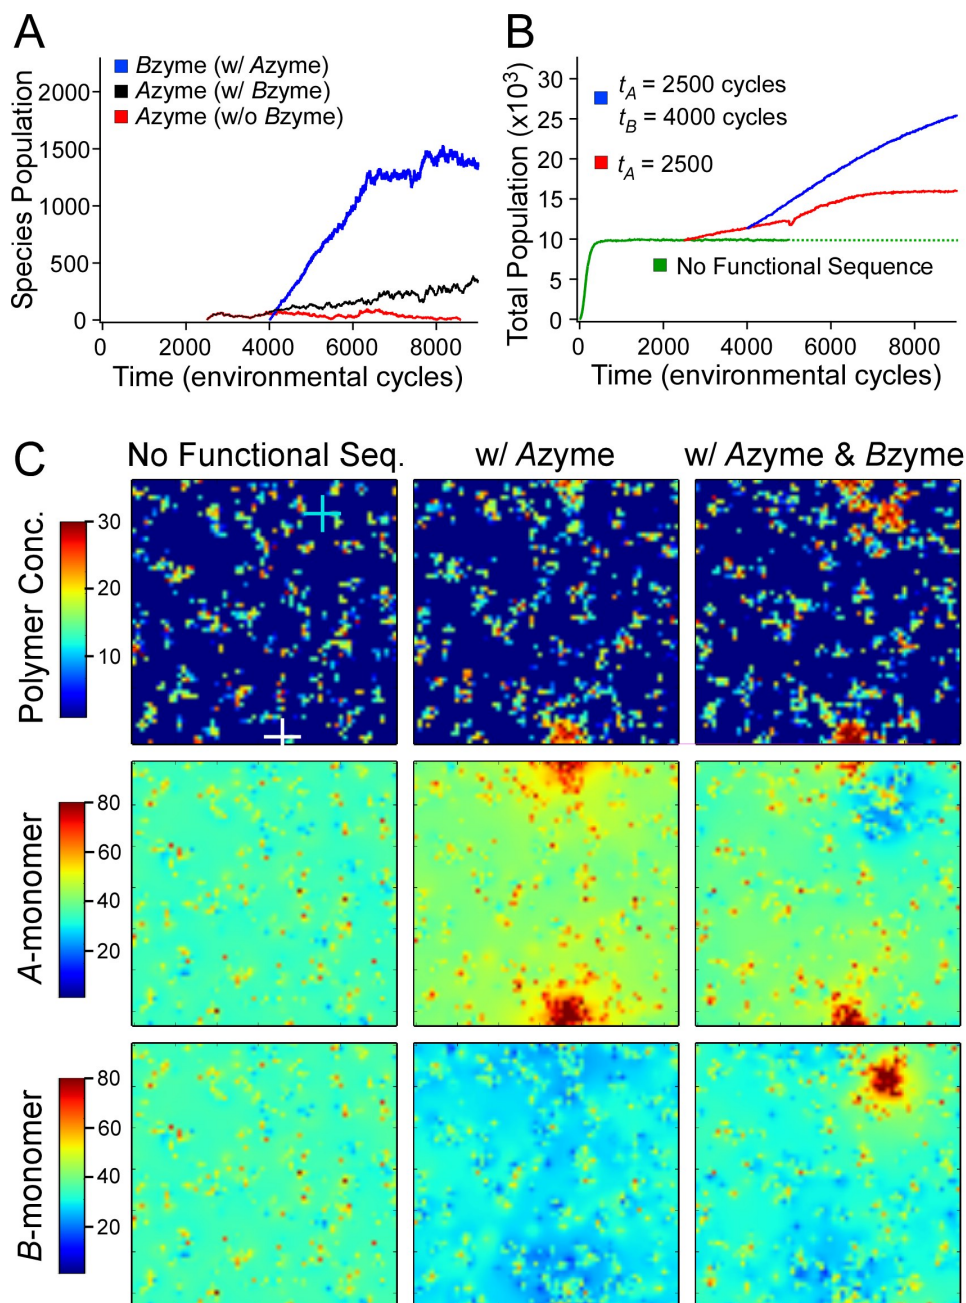 A
Bzyme (w/ Azyme)
Azyme (w/ Bzyme)
Azyme (w/o Bzyme)
Species Population
2000
1500
1000
500
0
0 2000 4000 6000 8000
Time (environmental cycles)
B
tA = 2500 cycles
tB = 4000 cycles
tA = 2500
No Functional Sequence
Total Population (x10³)
30
25
20
15
10
5
0
0 2000 4000 6000 8000
Time (environmental cycles)
C
No Functional Seq. w/ Azyme w/ Azyme & Bzyme
Polymer Conc.
30
20
10
A-monomer
80
60
40
20
B-monomer
80
60
40
20